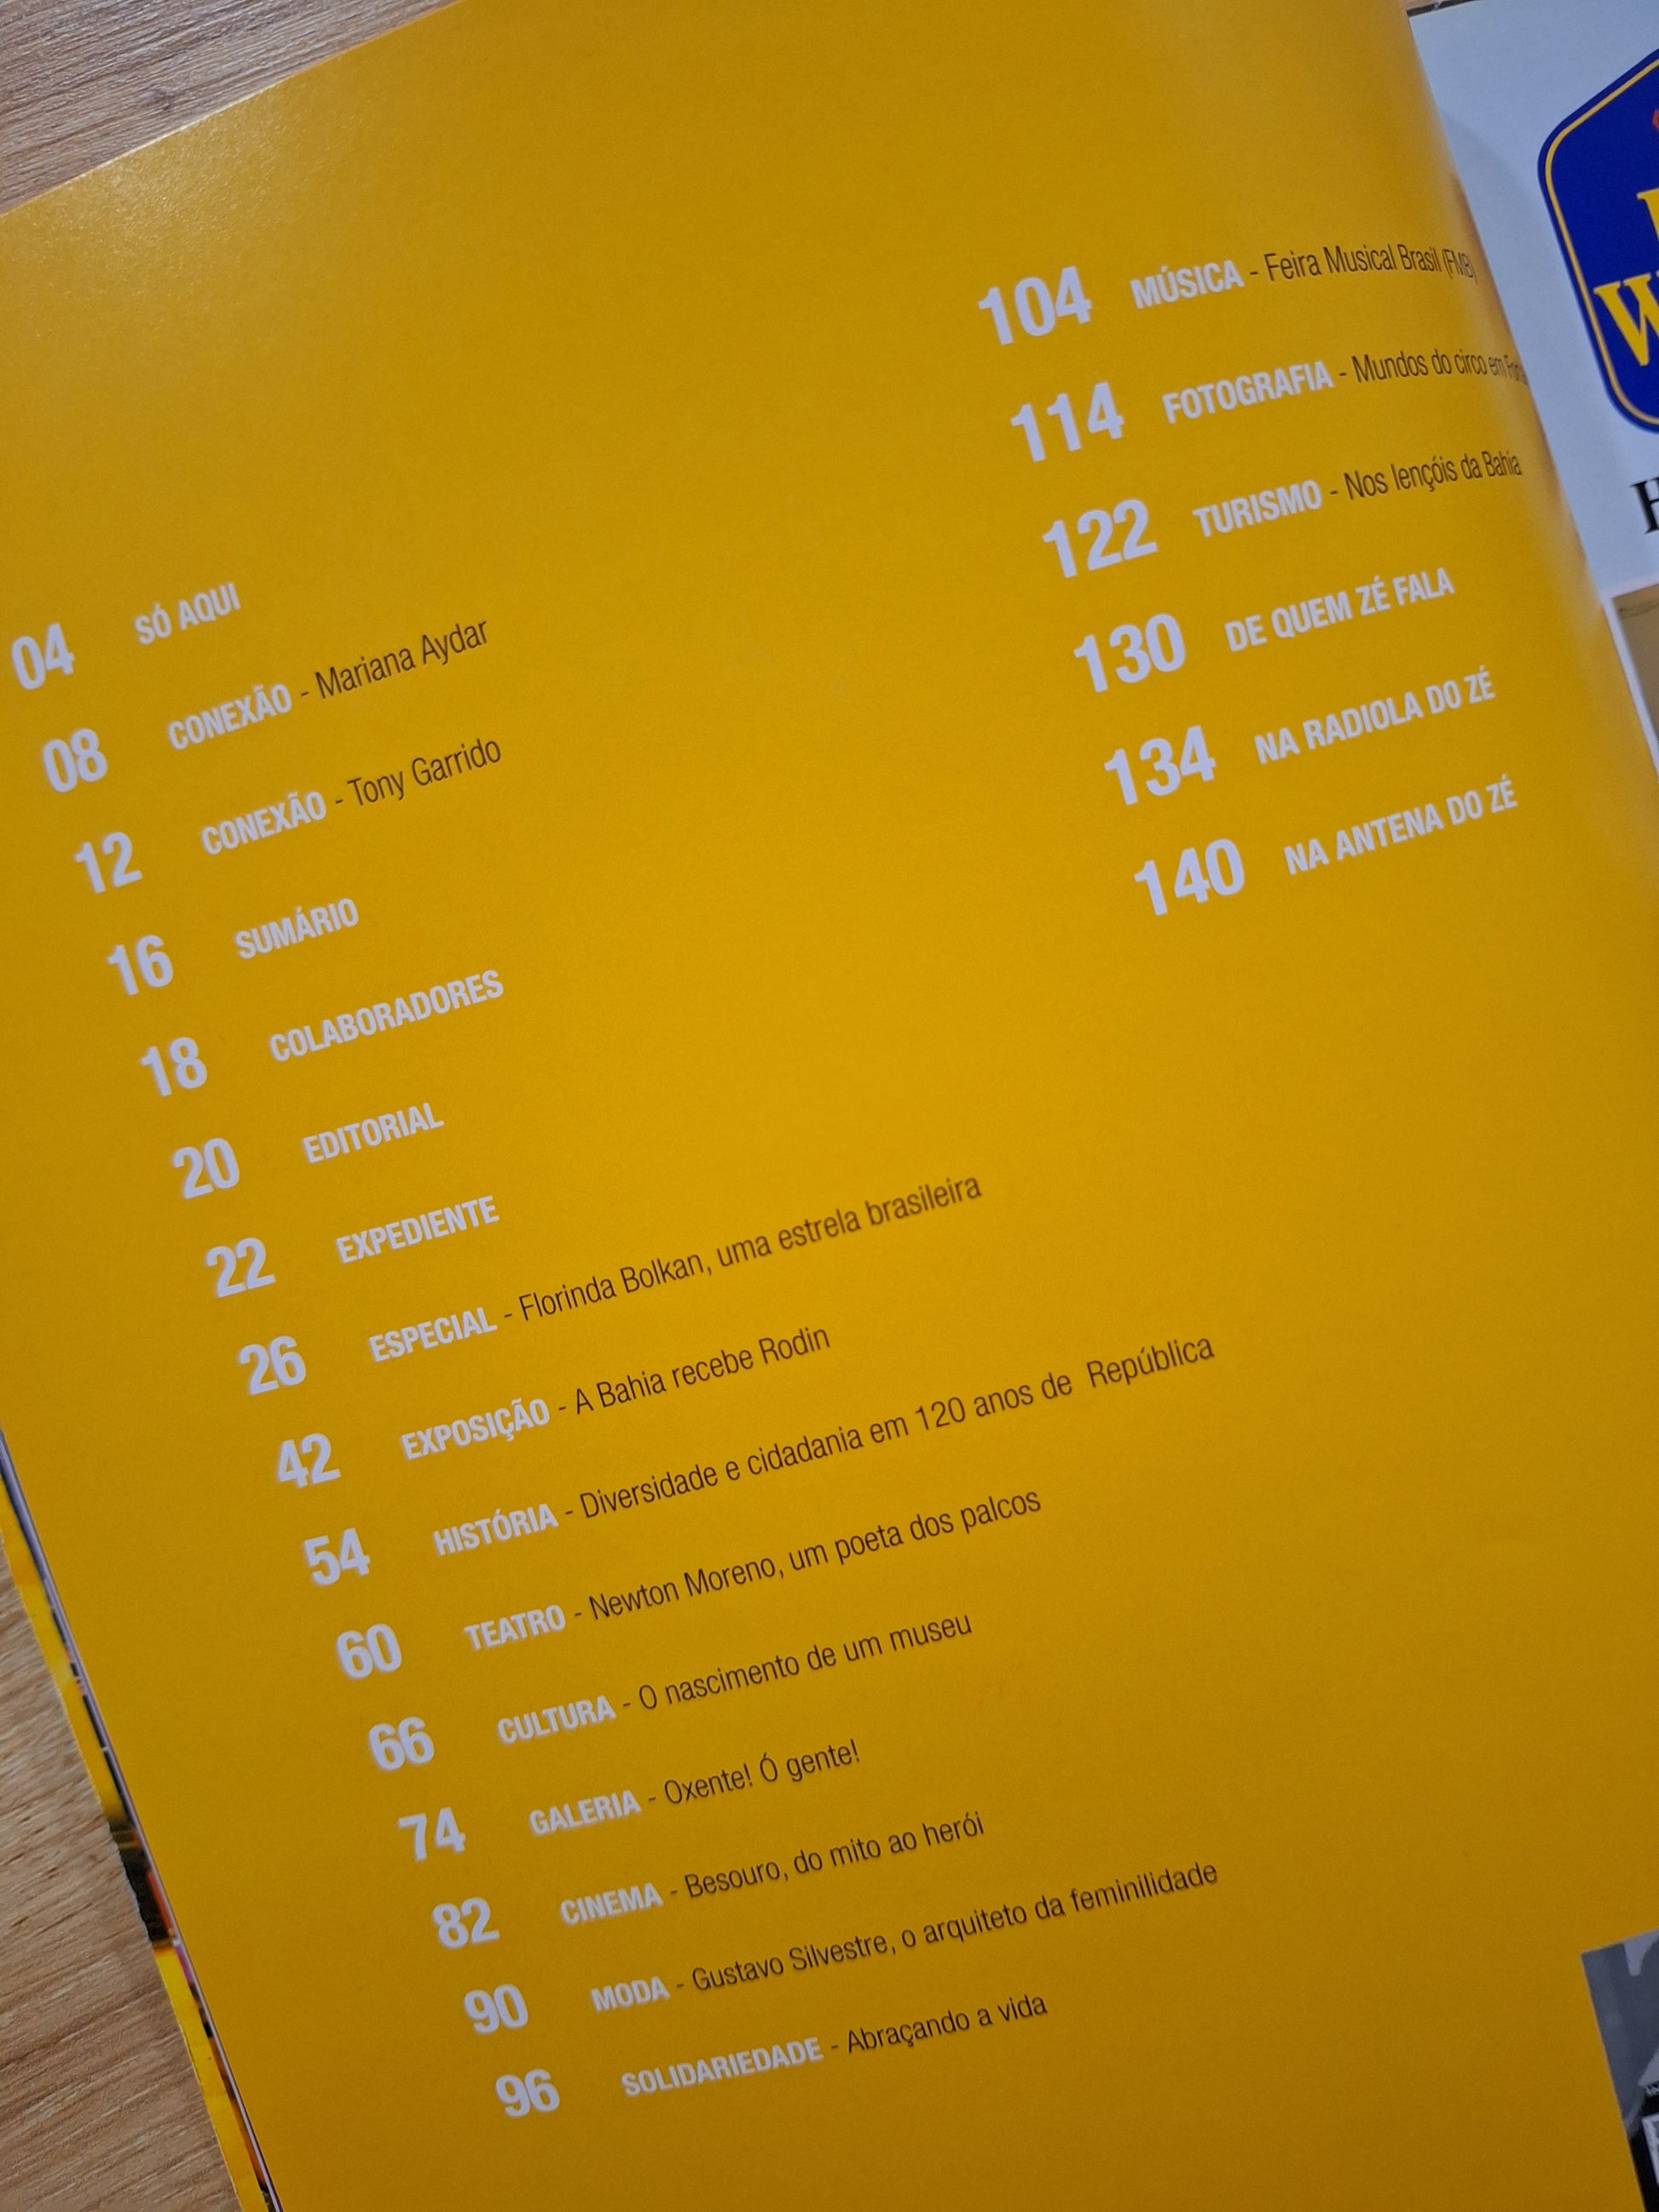 04 SÓ AQUI
08 CONEXÃO - Mariana Aydar
12 CONEXÃO - Tony Garrido
16 SUMÁRIO
18 COLABORADORES
20 EDITORIAL
22 EXPEDIENTE
26 ESPECIAL - Florinda Bolkan, uma estrela brasileira
42 EXPOSIÇÃO - A Bahia recebe Rodin
54 HISTÓRIA - Diversidade e cidadania em 120 anos de República
60 TEATRO - Newton Moreno, um poeta dos palcos
66 CULTURA - O nascimento de um museu
74 GALERIA - Oxente! Ó gente!
82 CINEMA - Besouro, do mito ao herói
90 MODA - Gustavo Silvestre, o arquiteto da feminilidade
96 SOLIDARIEDADE - Abraçando a vida
104 MÚSICA - Feira Musical Brasil (FMB)
114 FOTOGRAFIA - Mundos do circo em
122 TURISMO - Nos lençóis da Bahia
130 DE QUEM ZÉ FALA
134 NA RADIOLA DO ZÉ
140 NA ANTENA DO ZÉ